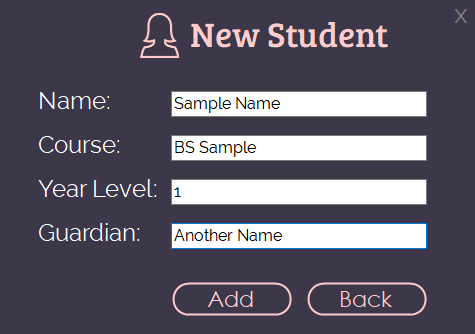 X
New Student
Name: Sample Name
Course: BS Sample
Year Level: 1
Guardian: Another Name
Add Back